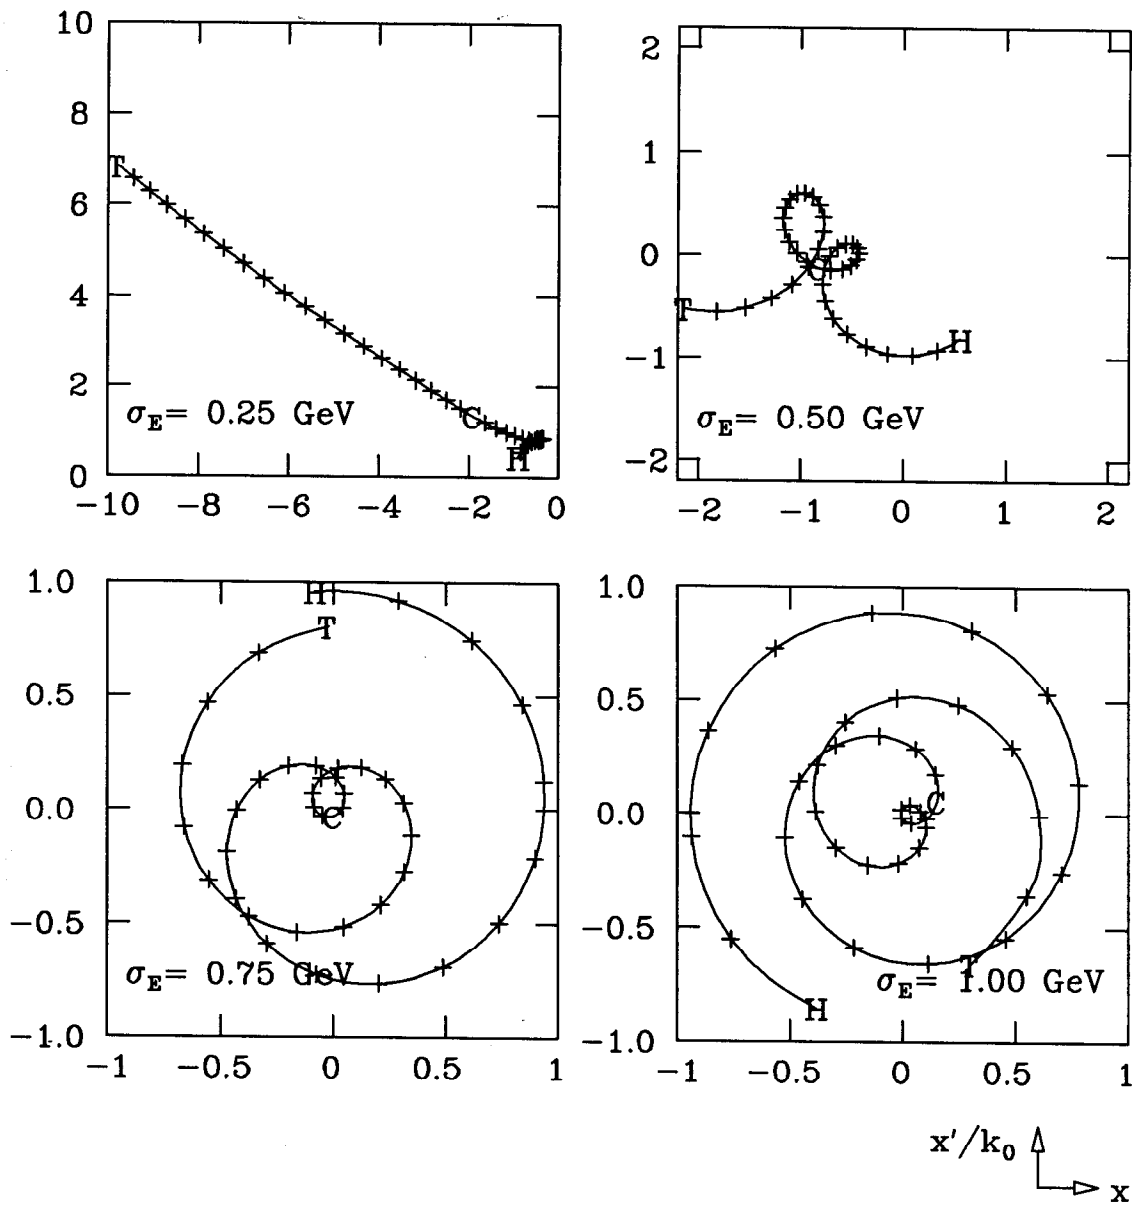 10
8
6
4
2
0
T
C
H
σE= 0.25 GeV
−10 −8 −6 −4 −2 0
2
1
0
−1
−2
T
C
H
σE= 0.50 GeV
−2 −1 0 1 2
1.0
0.5
0.0
−0.5
−1.0
H
T
C
σE= 0.75 GeV
−1 −0.5 0 0.5 1
1.0
0.5
0.0
−0.5
−1.0
C
T
H
σE= 1.00 GeV
−1 −0.5 0 0.5 1
x′/k0
x